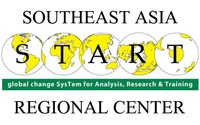 SOUTHEAST ASIA
START
global change SysTem for Analysis, Research & Training
REGIONAL CENTER